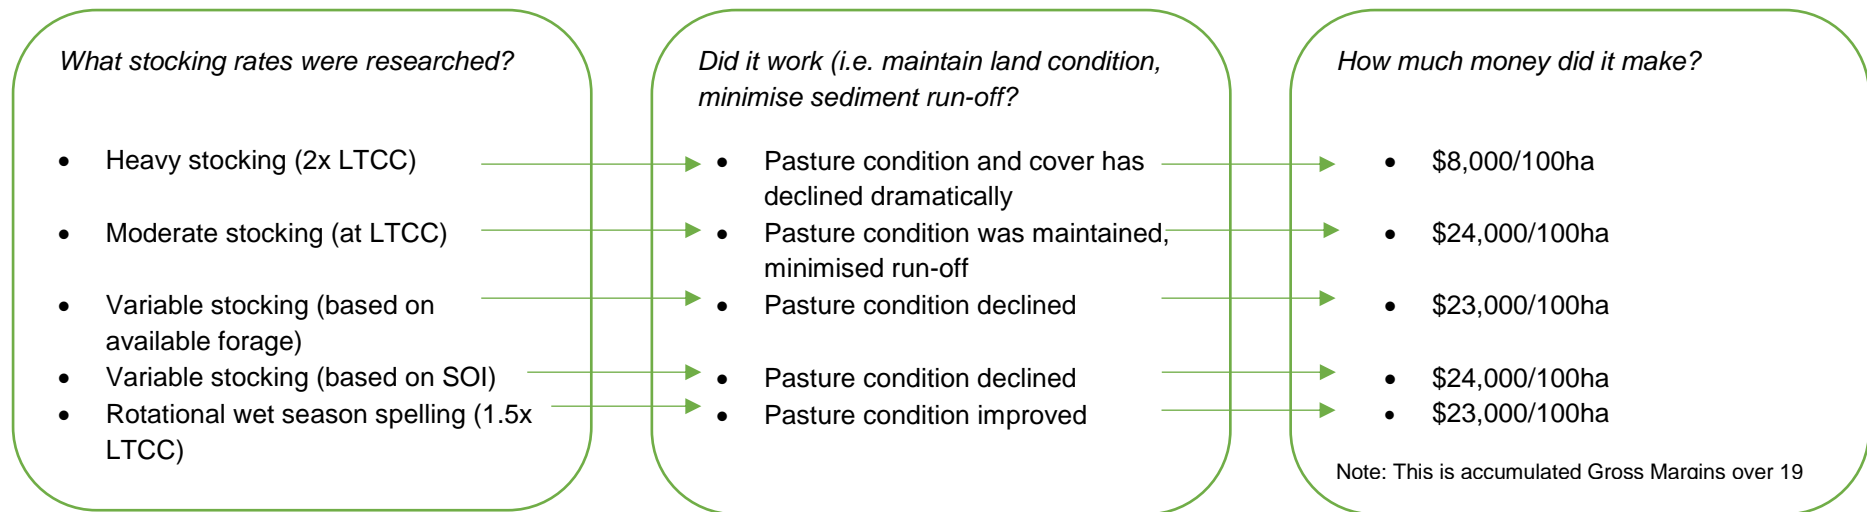 What stocking rates were researched?
• Heavy stocking (2x LTCC)
• Moderate stocking (at LTCC)
• Variable stocking (based on
available forage)
• Variable stocking (based on SOI)
• Rotational wet season spelling (1.5x
LTCC)
Did it work (i.e. maintain land condition,
minimise sediment run-off?
• Pasture condition and cover has
declined dramatically
• Pasture condition was maintained,
minimised run-off
• Pasture condition declined
• Pasture condition declined
• Pasture condition improved
How much money did it make?
• $8,000/100ha
• $24,000/100ha
• $23,000/100ha
• $24,000/100ha
• $23,000/100ha
Note: This is accumulated Gross Margins over 19